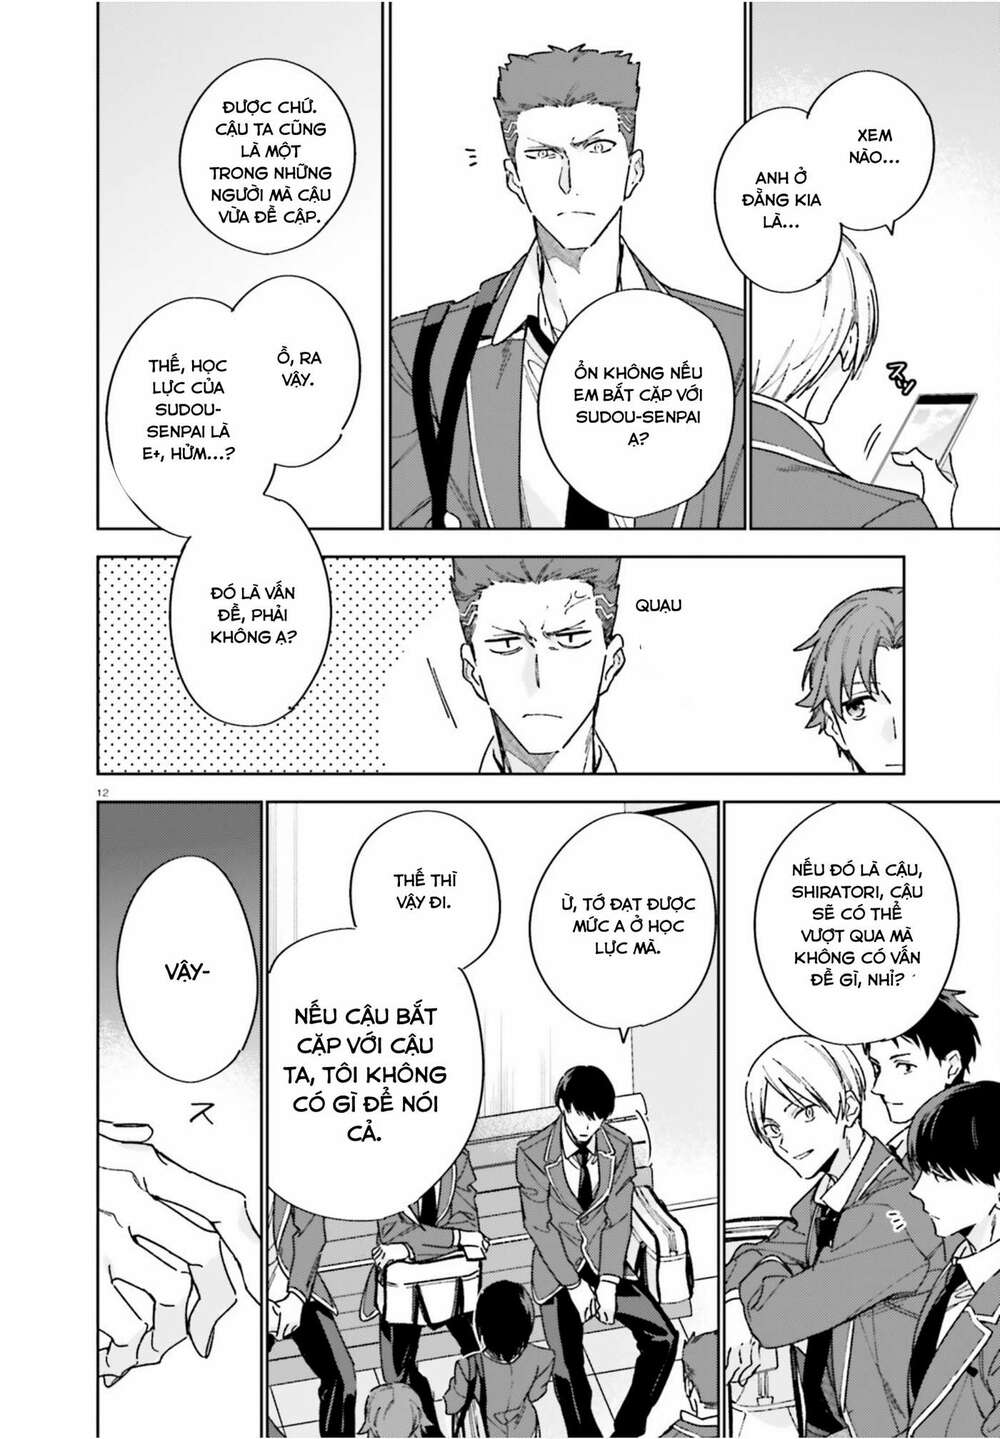 XEM
NÀO...
ANH Ở
ĐẰNG KIA
LÀ...
スッ
ỔN KHÔNG NẾU
EM BẮT CẶP VỚI
SUDOU-SENPAI
Ạ?
ĐƯỢC CHỨ.
CẬU TA CŨNG
LÀ MỘT
TRONG NHỮNG
NGƯỜI MÀ CẬU
VỪA ĐỀ CẬP.
Ồ, RA
VẬY.
THẾ, HỌC
LỰC CỦA
SUDOU-
SENPAI LÀ
E+, HỬM...?
ĐÓ LÀ VẤN
ĐỀ, PHẢI
KHÔNG Ạ?
QUẠU
12
NẾU ĐÓ LÀ CẬU,
SHIRATORI, CẬU
SẼ CÓ THỂ
VƯỢT QUA MÀ
KHÔNG CÓ VẤN
ĐỀ GÌ, NHỈ?
Ừ, TỚ ĐẠT ĐƯỢC
MỨC A Ở HỌC
LỰC MÀ.
THẾ THÌ
VẬY ĐI.
NẾU CẬU BẮT
CẶP VỚI CẬU
TA, TÔI KHÔNG
CÓ GÌ ĐỂ NÓI
CẢ.
VẬY-
ス